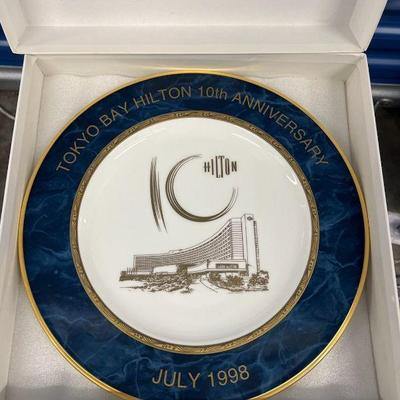 TOKYO BAY HILTON 10th ANNIVERSARY
10
HILTON
JULY 1998